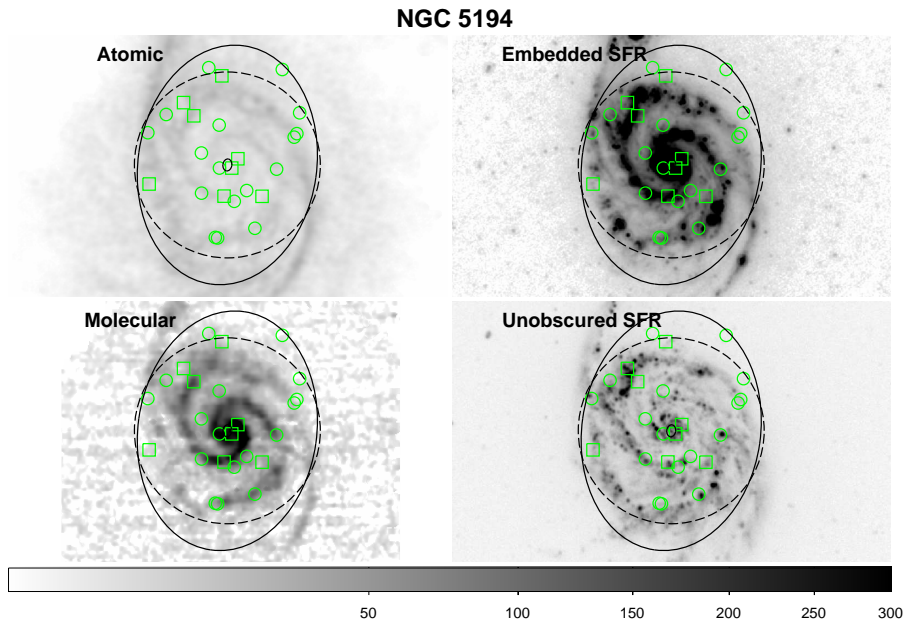 NGC 5194
Atomic
Embedded SFR
Molecular
Unobscured SFR
50 100 150 200 250 300